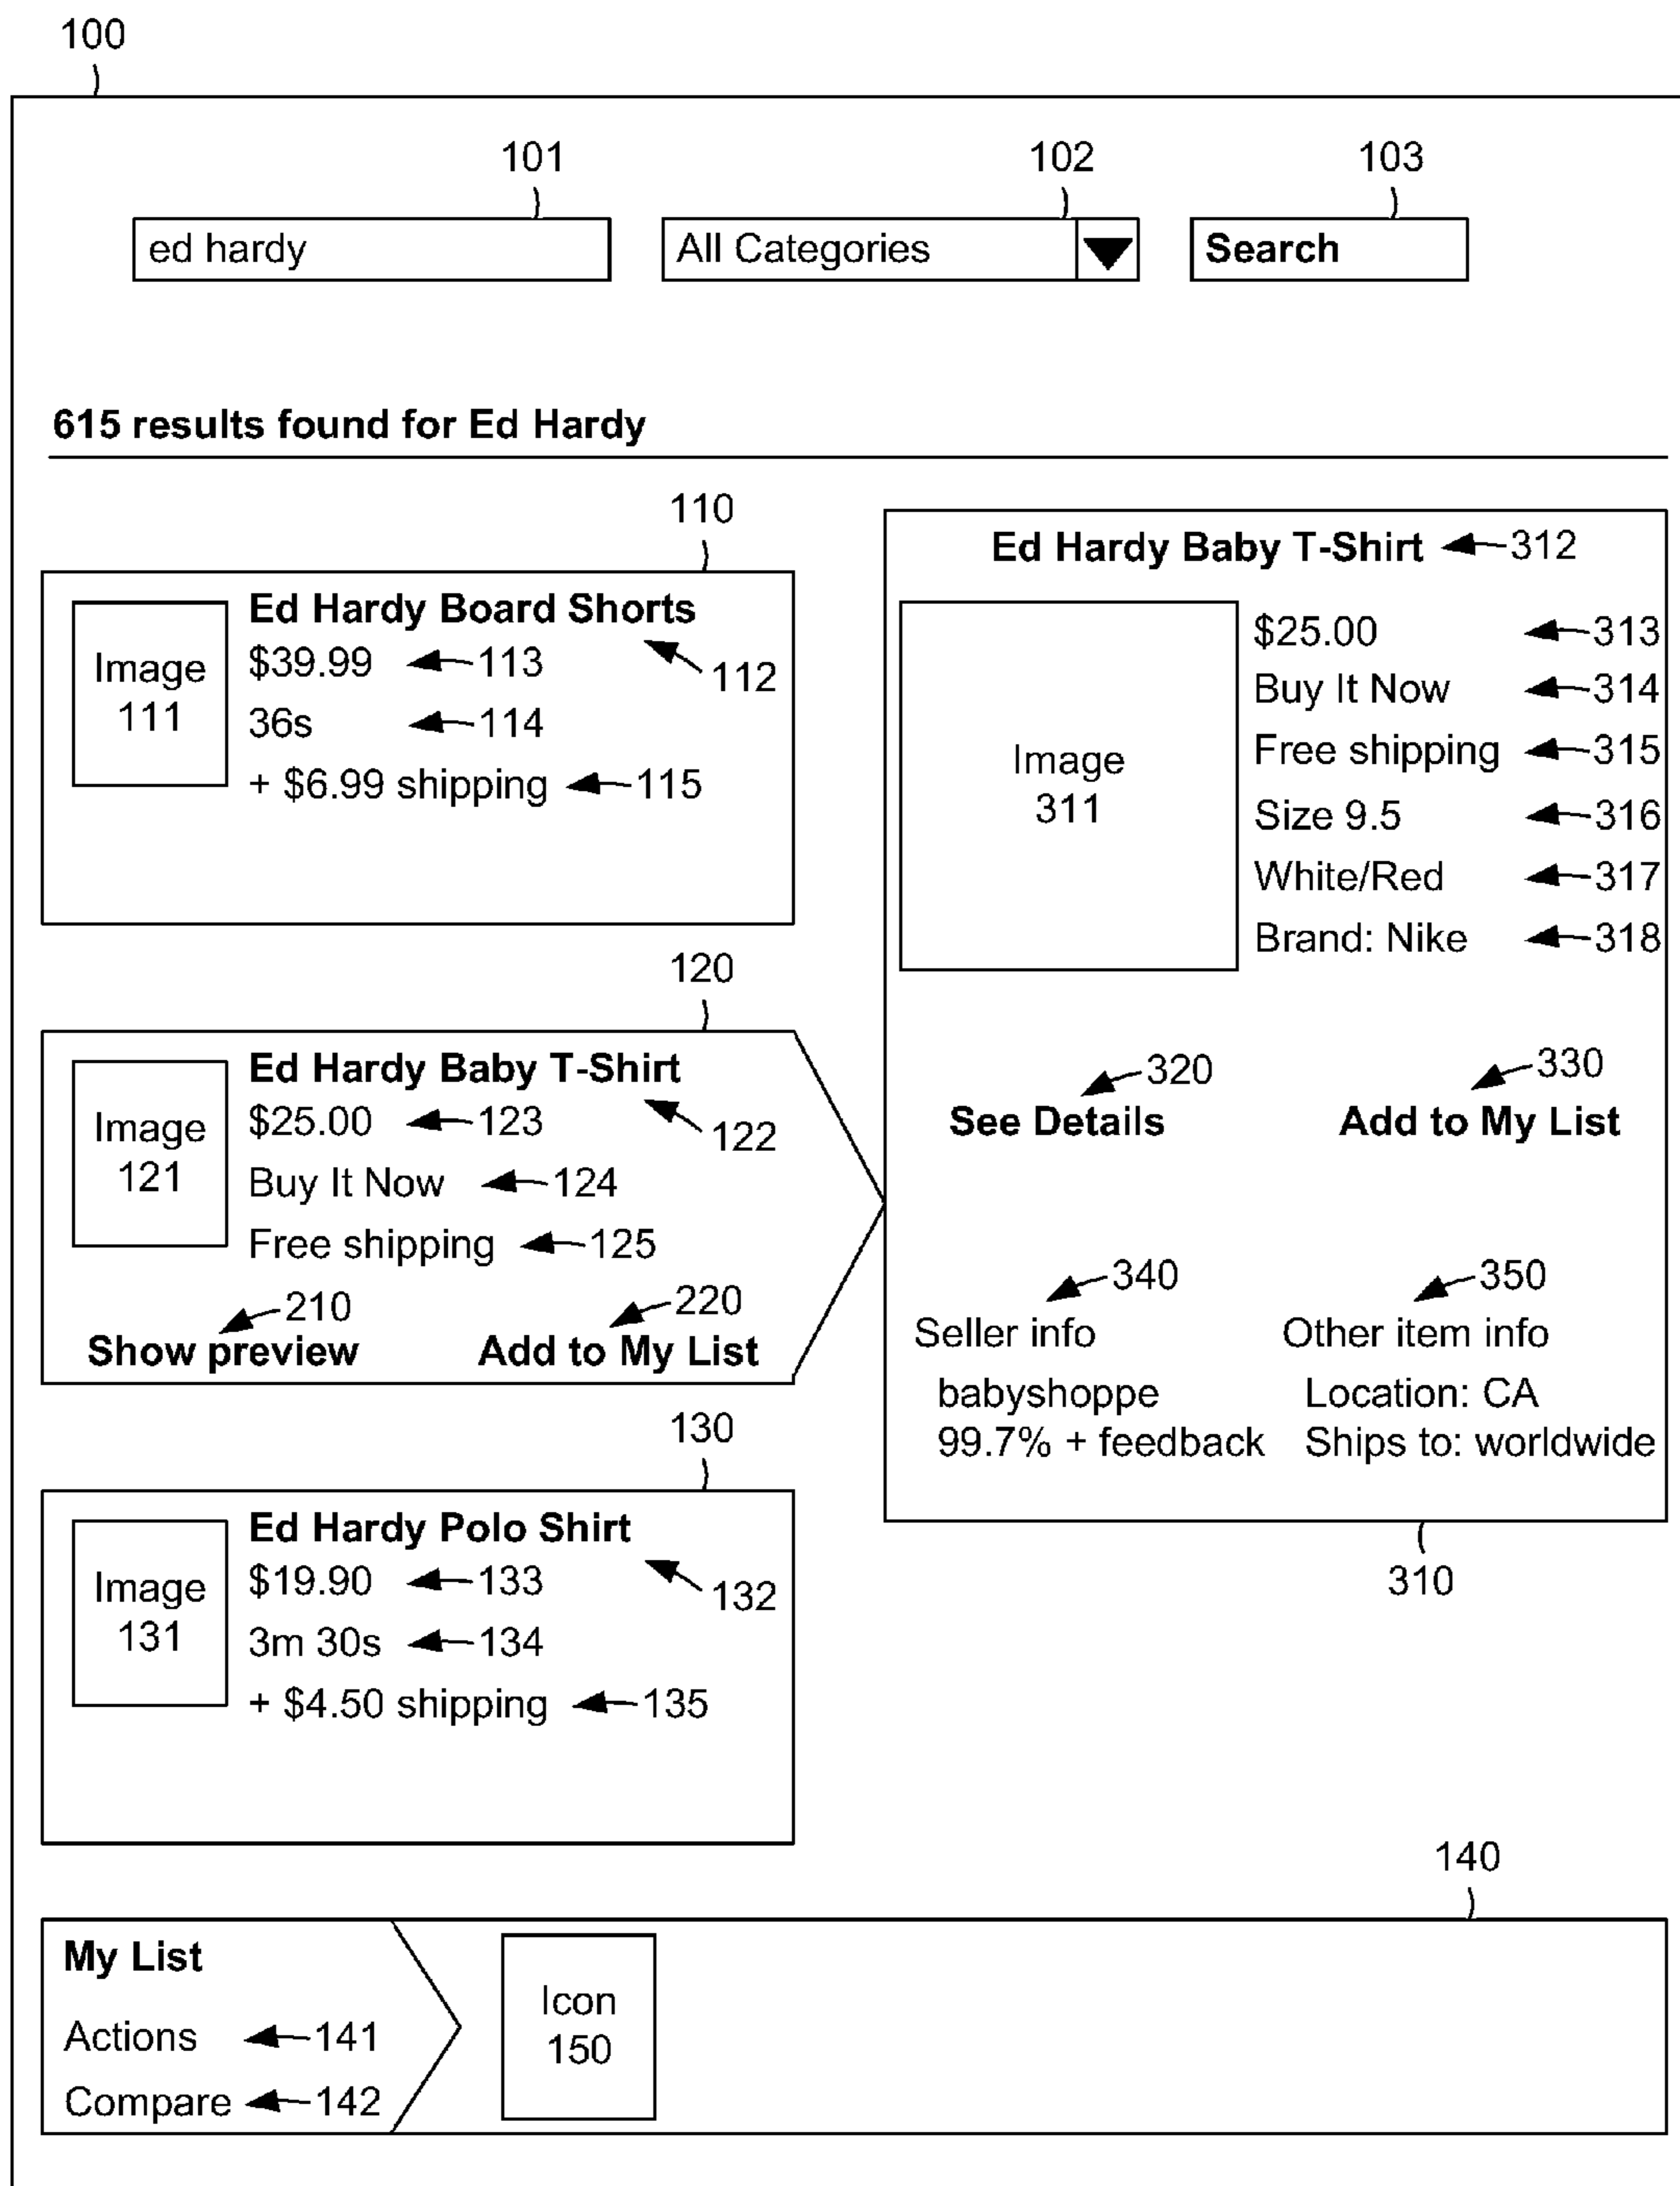 100
101 102 103
ed hardy All Categories Search
615 results found for Ed Hardy
110
Ed Hardy Board Shorts
Image 111
$39.99 113
112
36s 114
+ $6.99 shipping 115
120
Ed Hardy Baby T-Shirt
Image 121
$25.00 123
122
Buy It Now 124
Free shipping 125
210 220
Show preview Add to My List
130
Ed Hardy Polo Shirt
Image 131
$19.90 133
132
3m 30s 134
+ $4.50 shipping 135
Ed Hardy Baby T-Shirt 312
Image 311
$25.00 313
Buy It Now 314
Free shipping 315
Size 9.5 316
White/Red 317
Brand: Nike 318
320 330
See Details Add to My List
340 350
Seller info Other item info
babyshoppe Location: CA
99.7% + feedback Ships to: worldwide
310
140
My List
Actions 141
Compare 142
Icon
150